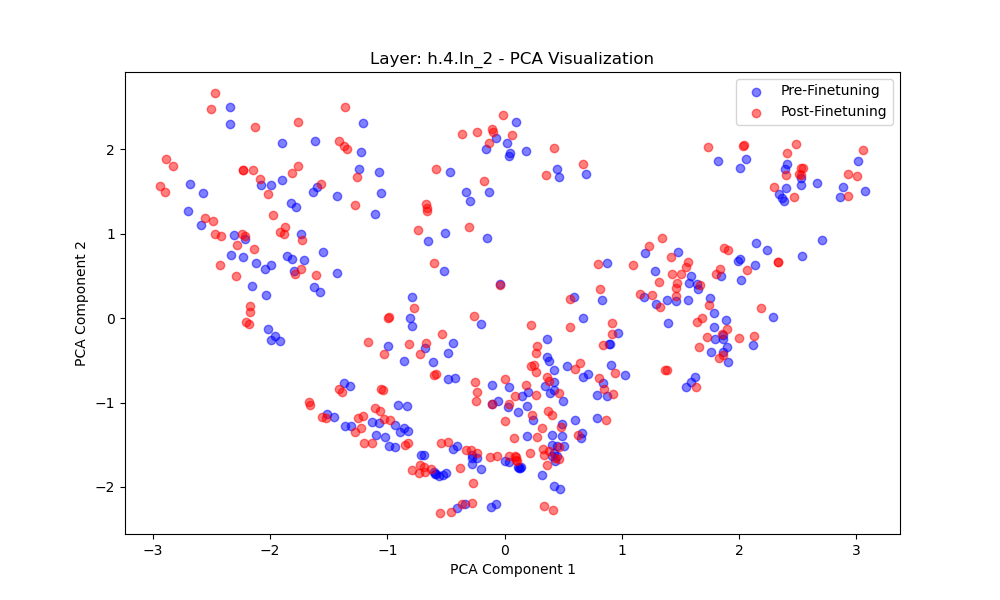 Layer: h.4.ln_2 - PCA Visualization
Pre-Finetuning
Post-Finetuning
2
1
0
−1
−2
PCA Component 2
−3
−2
−1
0
1
2
3
PCA Component 1